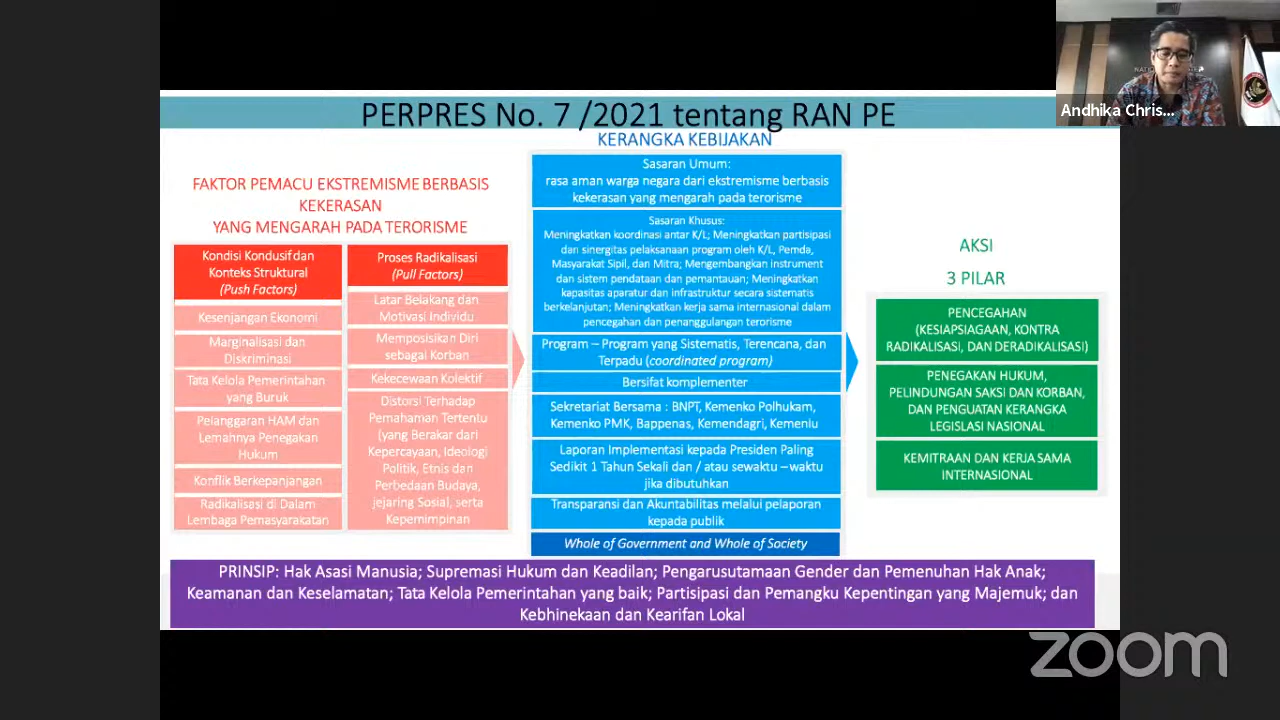 PERPRES No. 7 /2021 tentang RAN PE
FAKTOR PEMACU EKSTREMISME BERBASIS
KEKERASAN
YANG MENGARAH PADA TERORISME
Kondisi Kondusif dan
Konteks Struktural
(Push Factors)
Kesenjangan Ekonomi
Marginalisasi dan
Diskriminasi
Tata Kelola Pemerintahan
yang Buruk
Pelanggaran HAM dan
Lemahnya Penegakan
Hukum
Konflik Berkepanjangan
Radikalisasi di Dalam
Lembaga Pemasyarakatan
Proses Radikalisasi
(Pull Factors)
Latar Belakang dan
Motivasi Individu
Memposisikan Diri
sebagai Korban
Kekecewaan Kolektif
Distorsi Terhadap
Pemahaman Tertentu
(yang Berakar dari
Kepercayaan, Ideologi
Politik, Etnis dan
Perbedaan Budaya,
jejaring Sosial, serta
Kepemimpinan
KERANGKA KEBIJAKAN
Sasaran Umum:
rasa aman warga negara dari ekstremisme berbasis
kekerasan yang mengarah pada terorisme
Sasaran Khusus:
Meningkatkan koordinasi antar K/L; Meningkatkan partisipasi
dan sinergitas pelaksanaan program oleh K/L, Pemda,
Masyarakat Sipil, dan Mitra; Mengembangkan instrument
dan sistem pendataan dan pemantauan; Meningkatkan
kapasitas aparatur dan infrastruktur secara sistematis
berkelanjutan; Meningkatkan kerja sama internasional dalam
pencegahan dan penanggulangan terorisme
Program – Program yang Sistematis, Terencana, dan
Terpadu (coordinated program)
Bersifat komplementer
Sekretariat Bersama : BNPT, Kemenko Polhukam,
Kemenko PMK, Bappenas, Kemendagri, Kemenlu
Laporan Implementasi kepada Presiden Paling
Sedikit 1 Tahun Sekali dan / atau sewaktu – waktu
jika dibutuhkan
Transparansi dan Akuntabilitas melalui pelaporan
kepada publik
Whole of Government and Whole of Society
AKSI
3 PILAR
PENCEGAHAN
(KESIAPSIAGAAN, KONTRA
RADIKALISASI, DAN DERADIKALISASI)
PENEGAKAN HUKUM,
PELINDUNGAN SAKSI DAN KORBAN,
DAN PENGUATAN KERANGKA
LEGISLASI NASIONAL
KEMITRAAN DAN KERJA SAMA
INTERNASIONAL
PRINSIP: Hak Asasi Manusia; Supremasi Hukum dan Keadilan; Pengarusutamaan Gender dan Pemenuhan Hak Anak;
Keamanan dan Keselamatan; Tata Kelola Pemerintahan yang baik; Partisipasi dan Pemangku Kepentingan yang Majemuk; dan
Kebhinekaan dan Kearifan Lokal
Andhika Chris...
zoom